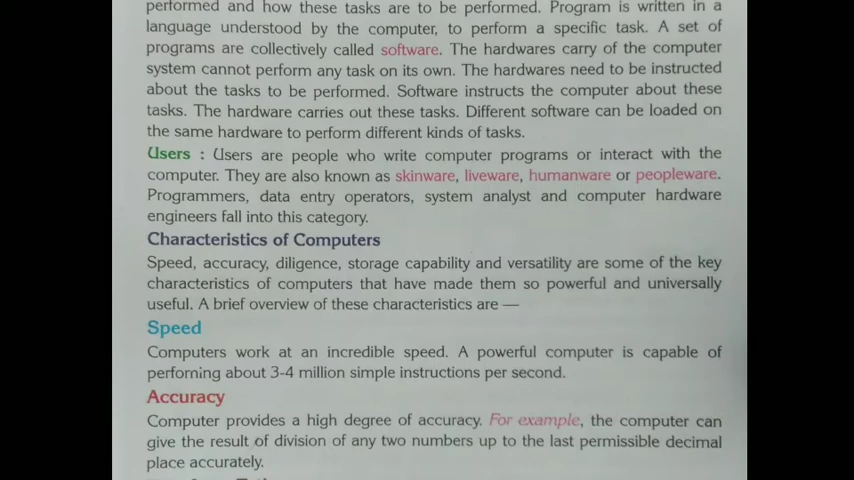 performed and how these tasks are to be performed. Program is written in a
language understood by the computer, to perform a specific task. A set of
programs are collectively called software. The hardwares carry of the computer
system cannot perform any task on its own. The hardwares need to be instructed
about the tasks to be performed. Software instructs the computer about these
tasks. The hardware carries out these tasks. Different software can be loaded on
the same hardware to perform different kinds of tasks.
Users : Users are people who write computer programs or interact with the
computer. They are also known as skinware, liveware, humanware or peopleware.
Programmers, data entry operators, system analyst and computer hardware
engineers fall into this category.
Characteristics of Computers
Speed, accuracy, diligence, storage capability and versatility are some of the key
characteristics of computers that have made them so powerful and universally
useful. A brief overview of these characteristics are —
Speed
Computers work at an incredible speed. A powerful computer is capable of
performing about 3-4 million simple instructions per second.
Accuracy
Computer provides a high degree of accuracy. For example, the computer can
give the result of division of any two numbers up to the last permissible decimal
place accurately.